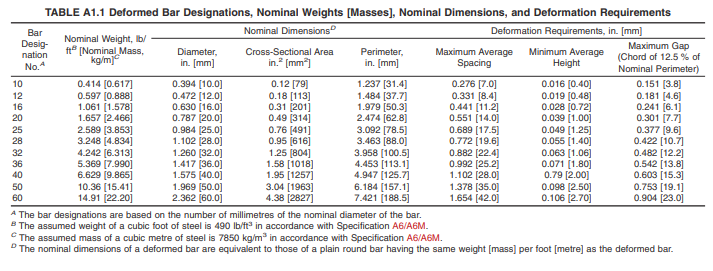 TABLE A1.1 Deformed Bar Designations, Nominal Weights [Masses], Nominal Dimensions, and Deformation Requirements
Bar Desig- nation No.A Nominal Weight, lb/ ftB [Nominal Mass, kg/m]C Nominal DimensionsD Deformation Requirements, in. [mm]
Diameter, in. [mm] Cross-Sectional Area in.2 [mm2] Perimeter, in. [mm] Maximum Average Spacing Minimum Average Height Maximum Gap (Chord of 12.5 % of Nominal Perimeter)
10 0.414 [0.617] 0.394 [10.0] 0.12 [79] 1.237 [31.4] 0.276 [7.0] 0.016 [0.40] 0.151 [3.8]
12 0.597 [0.888] 0.472 [12.0] 0.18 [113] 1.484 [37.7] 0.331 [8.4] 0.019 [0.48] 0.181 [4.6]
16 1.061 [1.578] 0.630 [16.0] 0.31 [201] 1.979 [50.3] 0.441 [11.2] 0.028 [0.72] 0.241 [6.1]
20 1.657 [2.466] 0.787 [20.0] 0.49 [314] 2.474 [62.8] 0.551 [14.0] 0.039 [1.00] 0.301 [7.7]
25 2.589 [3.853] 0.984 [25.0] 0.76 [491] 3.092 [78.5] 0.689 [17.5] 0.049 [1.25] 0.377 [9.6]
28 3.248 [4.834] 1.102 [28.0] 0.95 [616] 3.463 [88.0] 0.772 [19.6] 0.055 [1.40] 0.422 [10.7]
32 4.242 [6.313] 1.260 [32.0] 1.25 [804] 3.958 [100.5] 0.882 [22.4] 0.063 [1.06] 0.482 [12.2]
36 5.369 [7.990] 1.417 [36.0] 1.58 [1018] 4.453 [113.1] 0.992 [25.2] 0.071 [1.80] 0.542 [13.8]
40 6.629 [9.865] 1.575 [40.0] 1.95 [1257] 4.947 [125.7] 1.102 [28.0] 0.79 [2.00] 0.603 [15.3]
50 10.36 [15.41] 1.969 [50.0] 3.04 [1963] 6.184 [157.1] 1.378 [35.0] 0.098 [2.50] 0.753 [19.1]
60 14.91 [22.20] 2.362 [60.0] 4.38 [2827] 7.421 [188.5] 1.654 [42.0] 0.106 [2.70] 0.904 [23.0]
A The bar designations are based on the number of millimetres of the nominal diameter of the bar.
B The assumed weight of a cubic foot of steel is 490 lb/ft3 in accordance with Specification A6/A6M.
C The assumed mass of a cubic metre of steel is 7850 kg/m3 in accordance with Specification A6/A6M.
D The nominal dimensions of a deformed bar are equivalent to those of a plain round bar having the same weight [mass] per foot [metre] as the deformed bar.